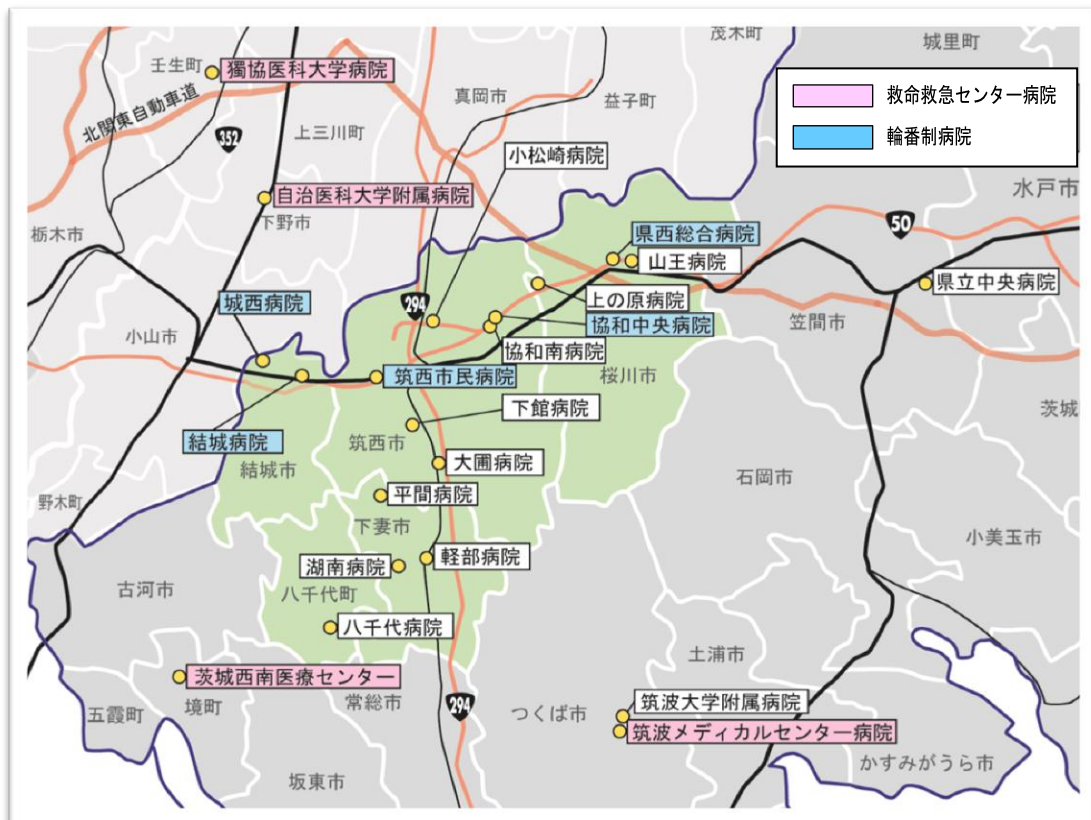 茂木町
城里町
壬生町
獨協医科大学病院
救命救急センター病院
北関東自動車道
真岡市
益子町
352
上三川町
輪番制病院
小松崎病院
自治医科大学附属病院
水戸市
下野市
栃木市
50
県西総合病院
山王病院
県立中央病院
城西病院
294
上の原病院
小山市
協和中央病院
笠間市
協和南病院
筑西市民病院
桜川市
下館病院
茨城
結城病院
筑西市
結城市
大圃病院
石岡市
平間病院
野木町
下妻市
小美玉市
軽部病院
湖南病院
古河市
八千代町
八千代病院
土浦市
茨城西南医療センター
常総市
筑波大学附属病院
294
境町
五霞町
つくば市
筑波メディカルセンター病院
かすみがうら市
坂東市